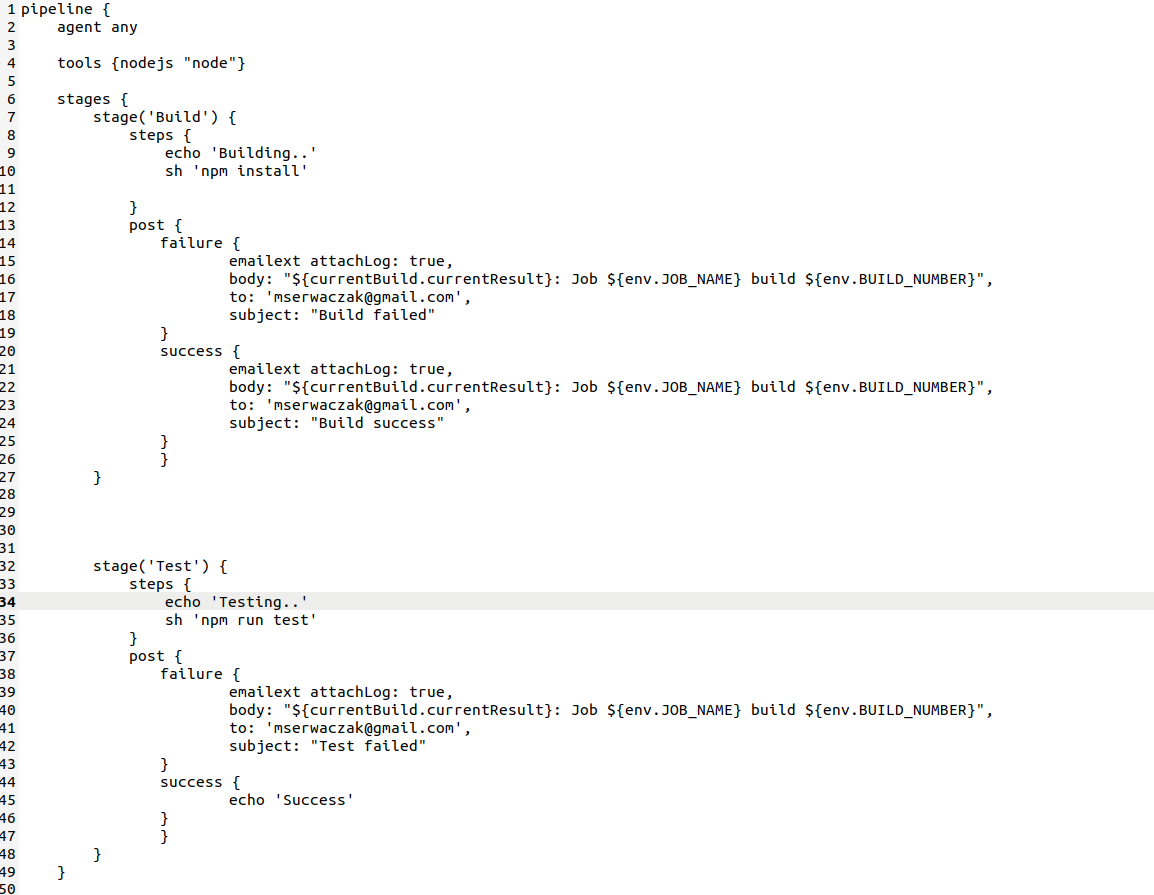 1 pipeline {
2     agent any
3
4     tools {nodejs "node"}
5
6     stages {
7         stage('Build') {
8             steps {
9                 echo 'Building..'
10                 sh 'npm install'
11
12             }
13             post {
14                 failure {
15                         emailext attachLog: true,
16                         body: "${currentBuild.currentResult}: Job ${env.JOB_NAME} build ${env.BUILD_NUMBER}",
17                         to: 'mserwaczak@gmail.com',
18                         subject: "Build failed"
19                 }
20                 success {
21                         emailext attachLog: true,
22                         body: "${currentBuild.currentResult}: Job ${env.JOB_NAME} build ${env.BUILD_NUMBER}",
23                         to: 'mserwaczak@gmail.com',
24                         subject: "Build success"
25                 }
26                 }
27         }
28
29
30
31
32         stage('Test') {
33             steps {
34                 echo 'Testing..'
35                 sh 'npm run test'
36             }
37             post {
38                 failure {
39                         emailext attachLog: true,
40                         body: "${currentBuild.currentResult}: Job ${env.JOB_NAME} build ${env.BUILD_NUMBER}",
41                         to: 'mserwaczak@gmail.com',
42                         subject: "Test failed"
43                 }
44                 success {
45                         echo 'Success'
46                 }
47                 }
48         }
49     }
50